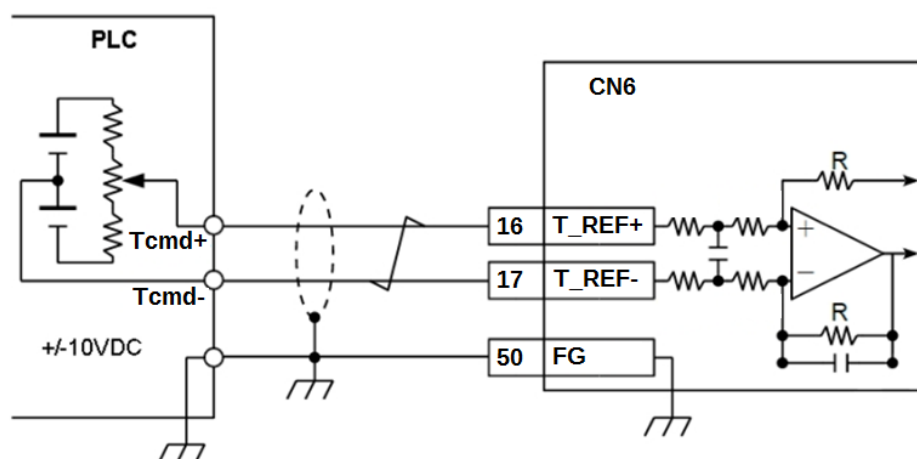 PLC
CN6
R
Tcmd+
16 T_REF+
+
Tcmd-
17 T_REF-
−
R
+/-10VDC
50 FG